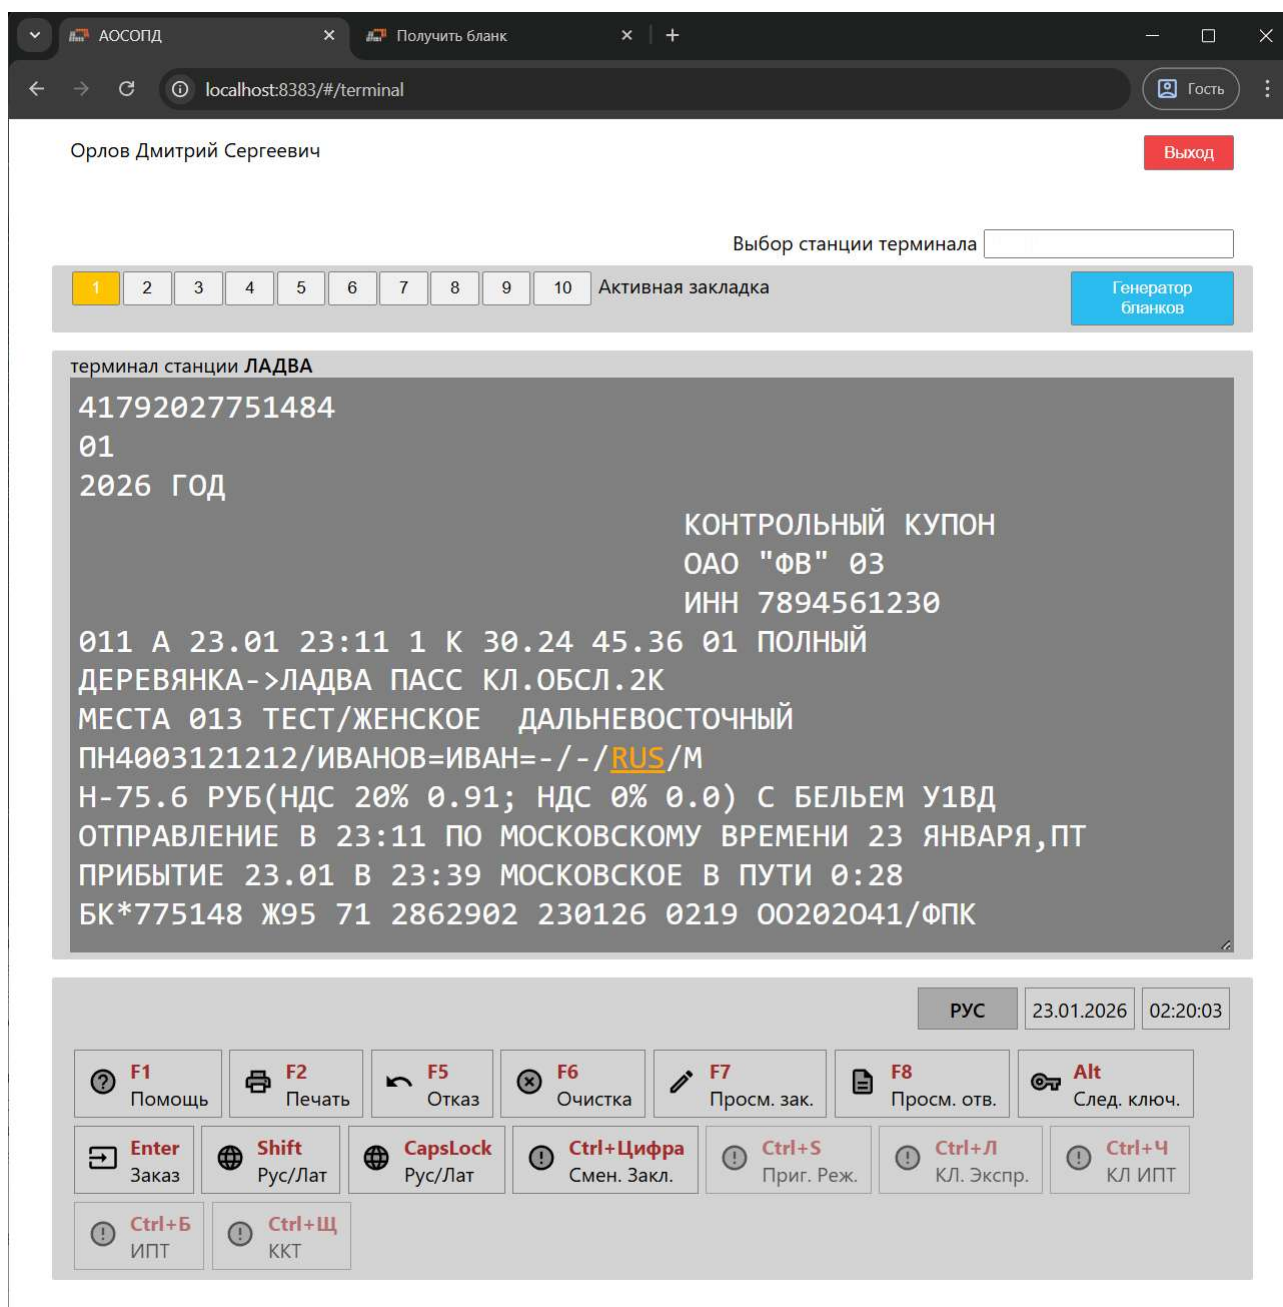 АОСОПД
Получить бланк
localhost:8383/#/terminal
Гость
Орлов Дмитрий Сергеевич
Выход
Выбор станции терминала
1 2 3 4 5 6 7 8 9 10 Активная закладка
Генератор
бланков
терминал станции ЛАДВА
41792027751484
01
2026 ГОД
КОНТРОЛЬНЫЙ КУПОН
ОАО "ФВ" 03
ИНН 7894561230
011 А 23.01 23:11 1 К 30.24 45.36 01 ПОЛНЫЙ
ДЕРЕВЯНКА->ЛАДВА ПАСС КЛ.ОБСЛ.2К
МЕСТА 013 ТЕСТ/ЖЕНСКОЕ  ДАЛЬНЕВОСТОЧНЫЙ
ПН4003121212/ИВАНОВ=ИВАН=-/-/RUS/М
Н-75.6 РУБ(НДС 20% 0.91; НДС 0% 0.0) С БЕЛЬЕМ У1ВД
ОТПРАВЛЕНИЕ В 23:11 ПО МОСКОВСКОМУ ВРЕМЕНИ 23 ЯНВАРЯ,ПТ
ПРИБЫТИЕ 23.01 В 23:39 МОСКОВСКОЕ В ПУТИ 0:28
БК*775148 Ж95 71 2862902 230126 0219 ОО202О41/ФПК
РУС 23.01.2026 02:20:03
F1 Помощь
F2 Печать
F5 Отказ
F6 Очистка
F7 Просм. зак.
F8 Просм. отв.
Alt След. ключ.
Enter Заказ
Shift Рус/Лат
CapsLock Рус/Лат
Ctrl+Цифра Смен. Закл.
Ctrl+S Приг. Реж.
Ctrl+Л КЛ. Экспр.
Ctrl+Ч КЛ ИПТ
Ctrl+Б ИПТ
Ctrl+Щ ККТ